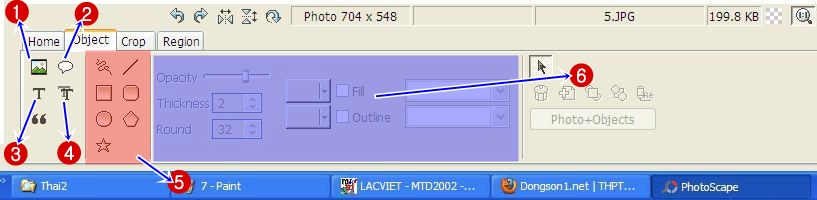 1
2
Photo 704 x 548
5.JPG
199.8 KB
Home
Object
Crop
Region
Opacity
Thickness
2
Round
32
Fill
Outline
6
T
T
3
4
5
Photo+Objects
Thai2
7 - Paint
LACVIET - MTD2002 -...
Dongson1.net | THPT...
PhotoScape